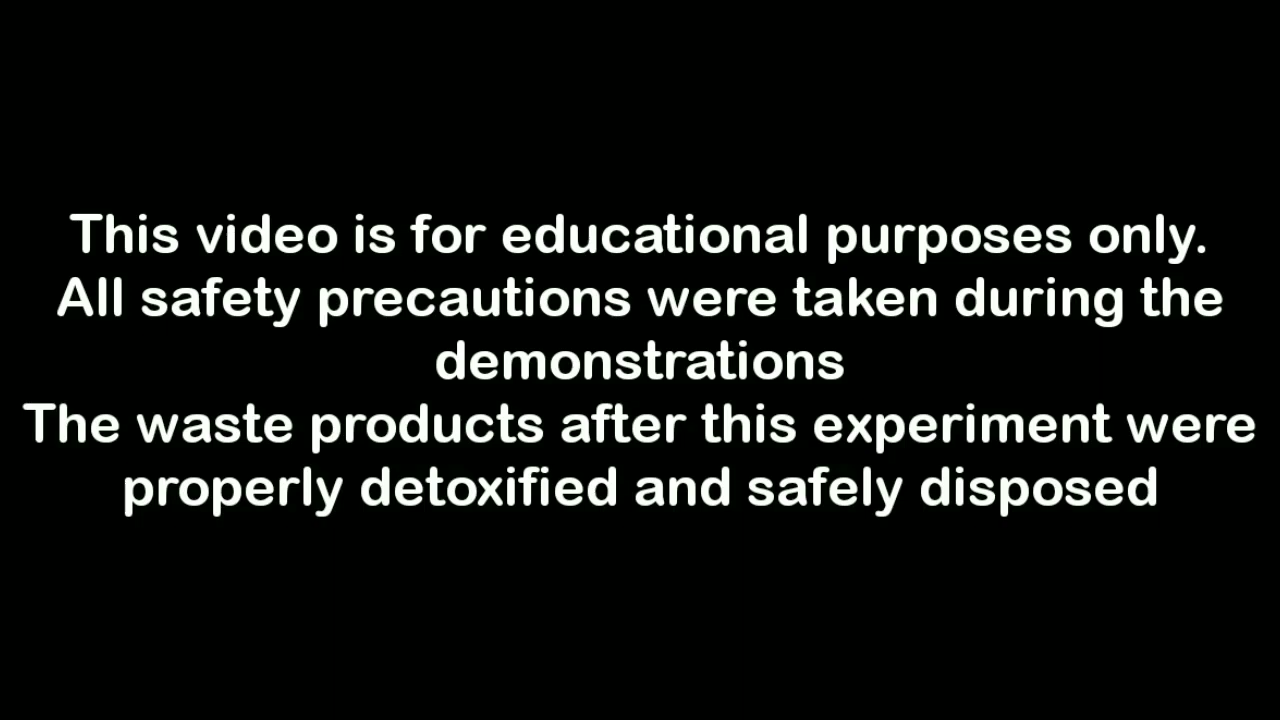 This video is for educational purposes only.
All safety precautions were taken during the
demonstrations
The waste products after this experiment were
properly detoxified and safely disposed